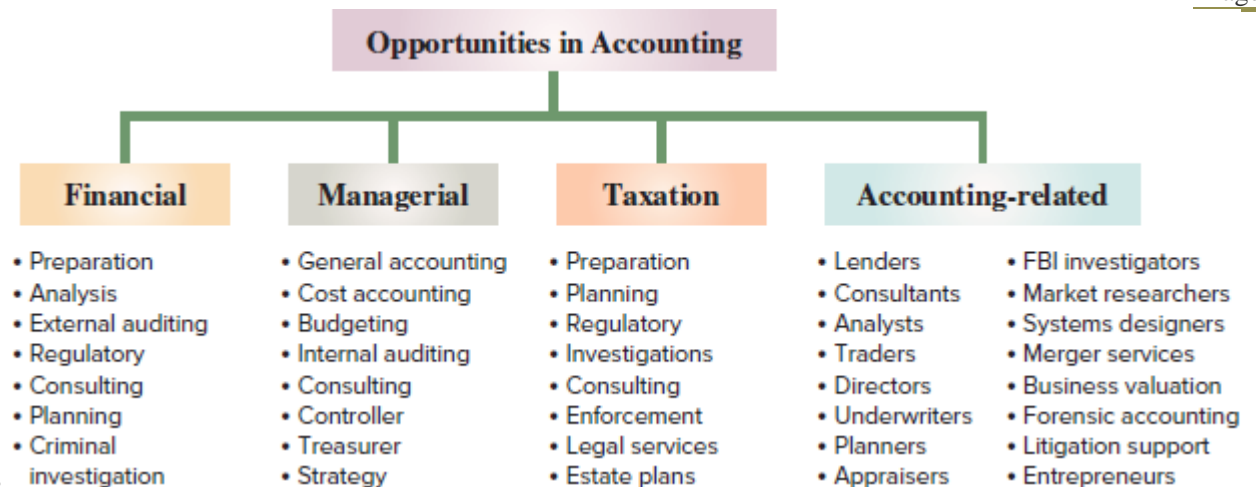 Opportunities in Accounting
Financial
• Preparation
• Analysis
• External auditing
• Regulatory
• Consulting
• Planning
• Criminal
investigation
Managerial
• General accounting
• Cost accounting
• Budgeting
• Internal auditing
• Consulting
• Controller
• Treasurer
• Strategy
Taxation
• Preparation
• Planning
• Regulatory
• Investigations
• Consulting
• Enforcement
• Legal services
• Estate plans
Accounting-related
• Lenders
• Consultants
• Analysts
• Traders
• Directors
• Underwriters
• Planners
• Appraisers
• FBI investigators
• Market researchers
• Systems designers
• Merger services
• Business valuation
• Forensic accounting
• Litigation support
• Entrepreneurs